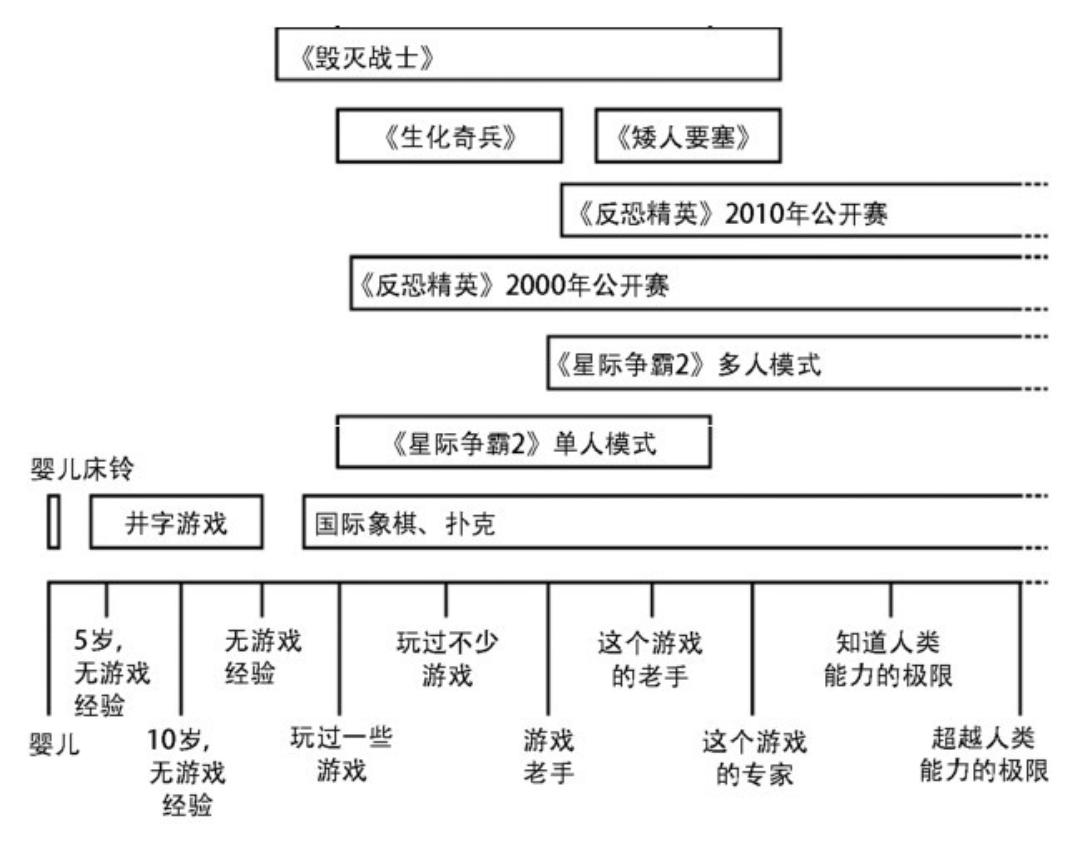 《毁灭战士》
《生化奇兵》
《矮人要塞》
《反恐精英》2010年公开赛
《反恐精英》2000年公开赛
《星际争霸2》多人模式
《星际争霸2》单人模式
婴儿床铃
井字游戏
国际象棋、扑克
婴儿
5岁,
无游戏
经验
10岁,
无游戏
经验
无游戏
经验
玩过一些
游戏
玩过不少
游戏
游戏
老手
这个游戏
的老手
这个游戏
的专家
知道人类
能力的极限
超越人类
能力的极限